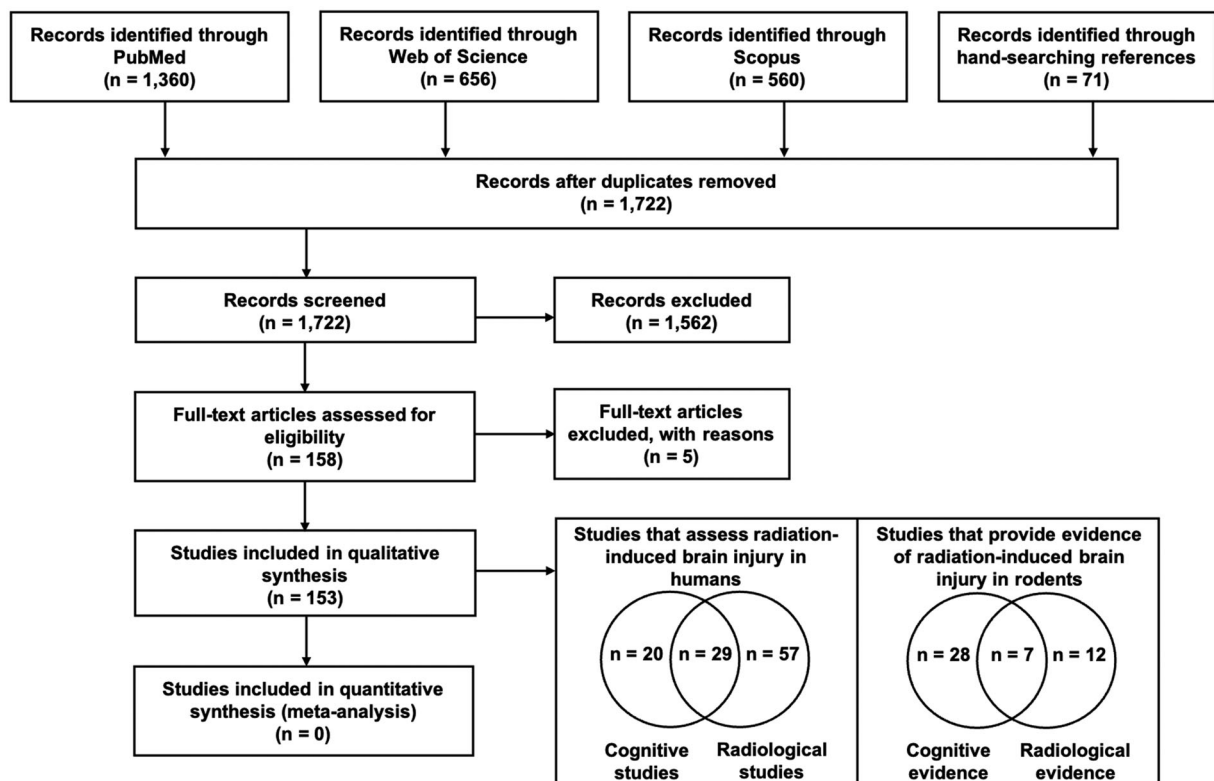 Records identified through
PubMed
(n = 1,360)
Records identified through
Web of Science
(n = 656)
Records identified through
Scopus
(n = 560)
Records identified through
hand-searching references
(n = 71)
Records after duplicates removed
(n = 1,722)
Records screened
(n = 1,722)
Records excluded
(n = 1,562)
Full-text articles assessed for
eligibility
(n = 158)
Full-text articles
excluded, with reasons
(n = 5)
Studies included in qualitative
synthesis
(n = 153)
Studies included in quantitative
synthesis (meta-analysis)
(n = 0)
Studies that assess radiation-
induced brain injury in
humans
n = 20
n = 29
n = 57
Cognitive
studies
Radiological
studies
Studies that provide evidence
of radiation-induced brain
injury in rodents
n = 28
n = 7
n = 12
Cognitive
evidence
Radiological
evidence